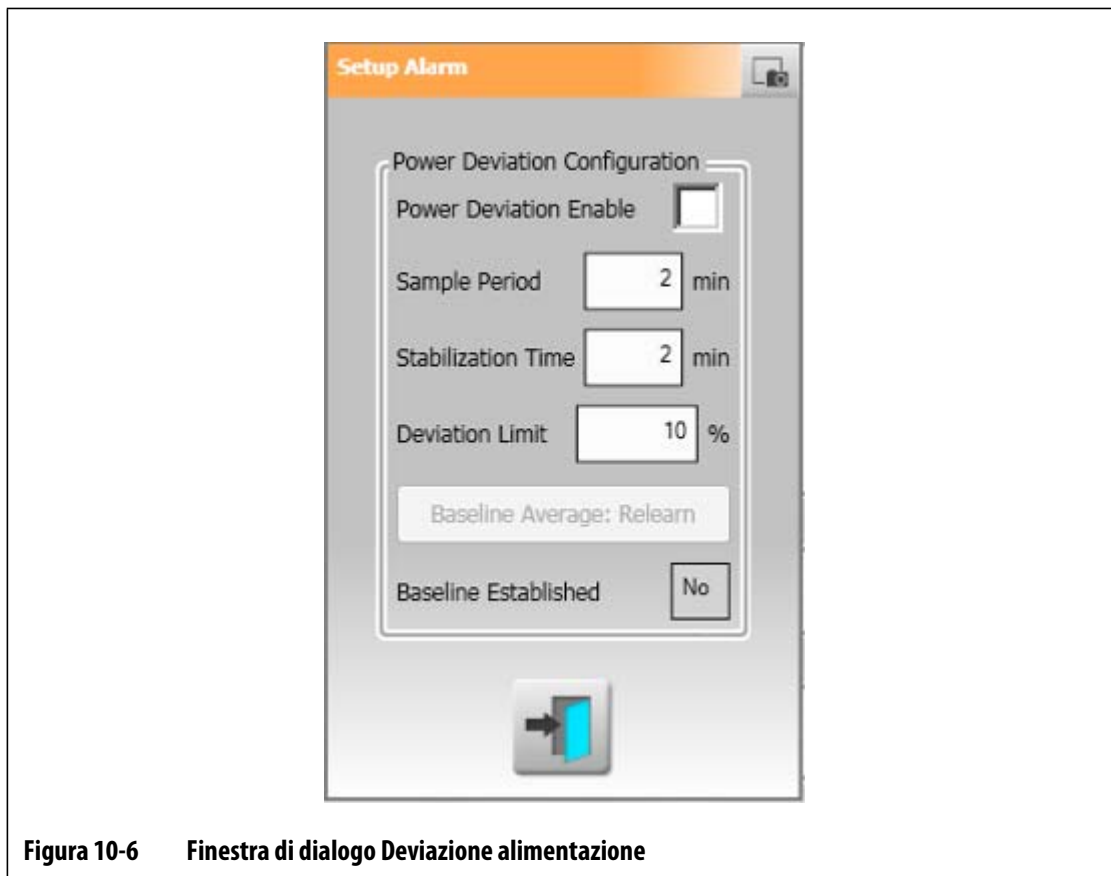 Setup Alarm
Power Deviation Configuration
Power Deviation Enable
Sample Period 2 min
Stabilization Time 2 min
Deviation Limit 10 %
Baseline Average: Relearn
Baseline Established No
Figura 10-6 Finestra di dialogo Deviazione alimentazione